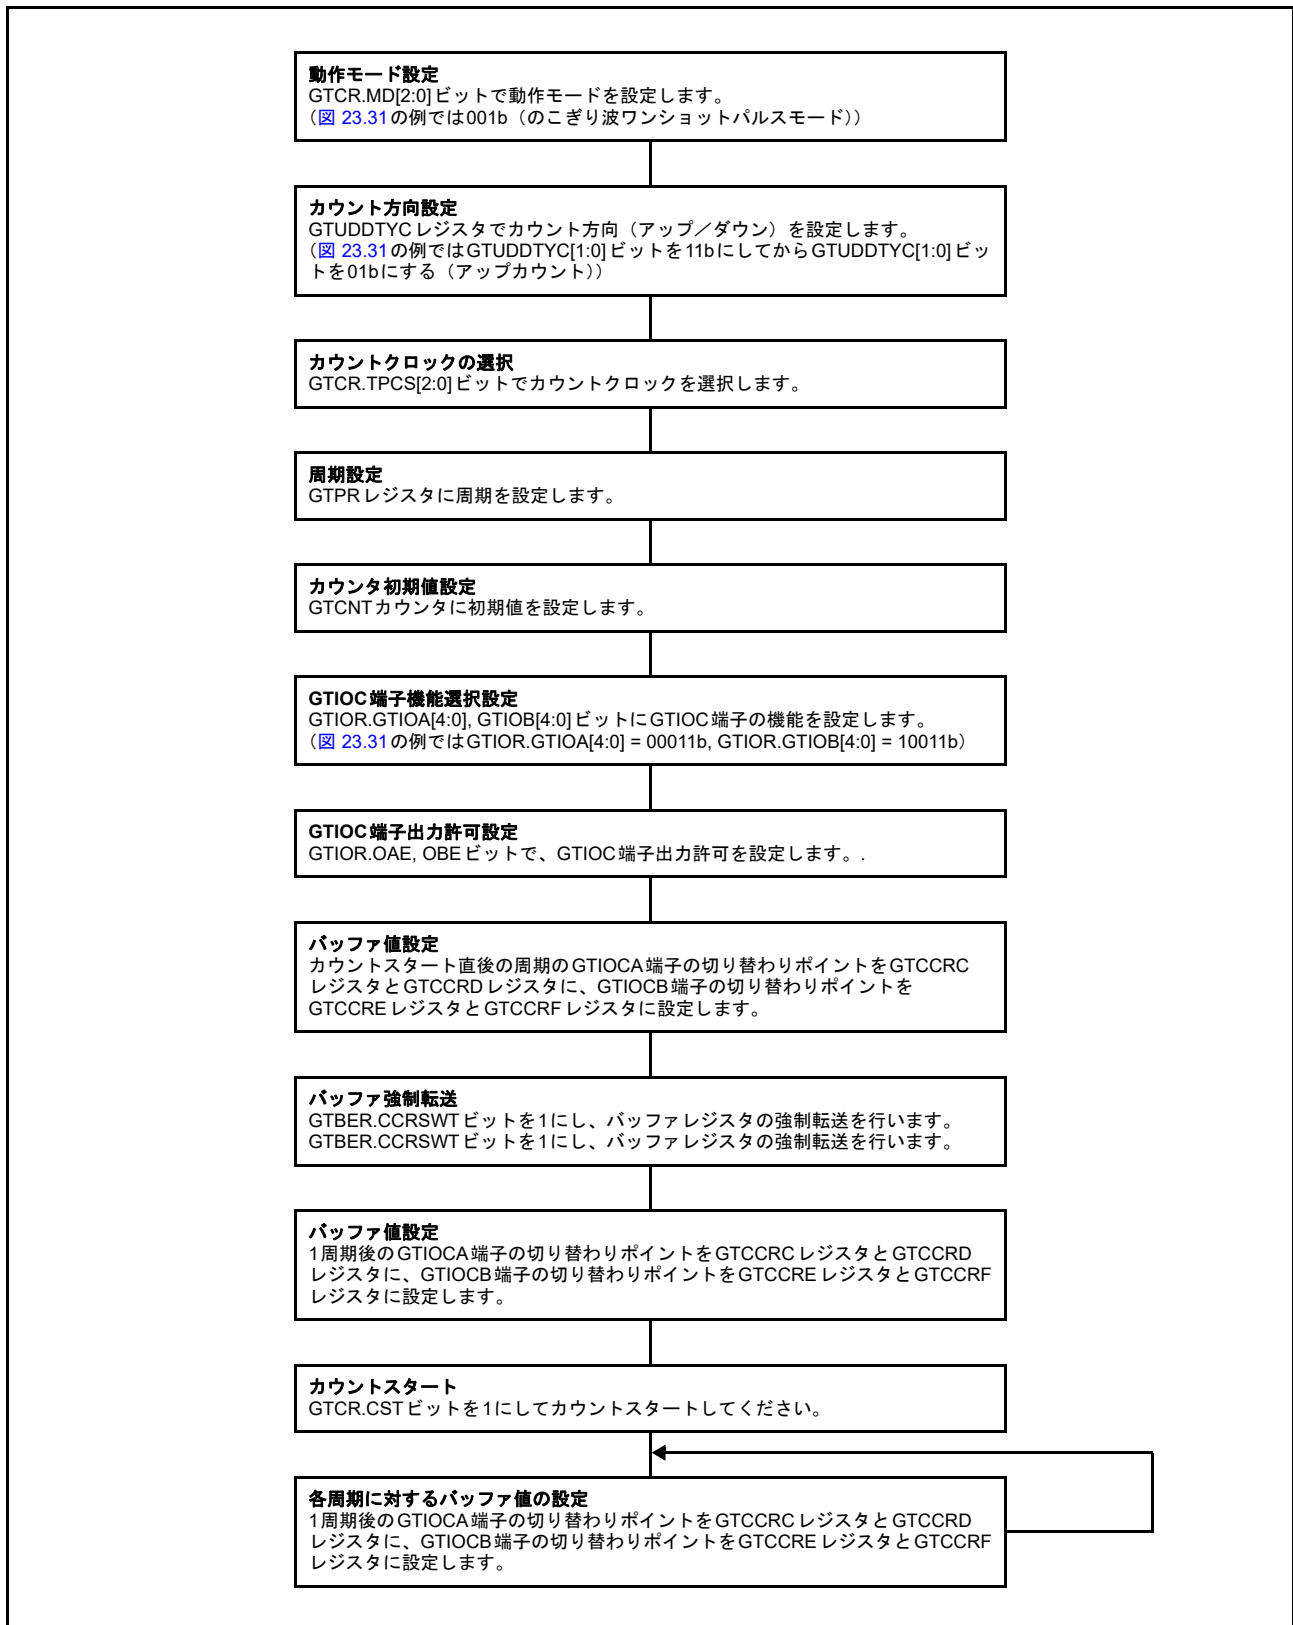 動作モード設定
GTCR.MD[2:0]ビットで動作モードを設定します。
（図 23.31の例では001b（のこぎり波ワンショットパルスモード））
カウント方向設定
GTUDDTYCレジスタでカウント方向（アップ／ダウン）を設定します。
（図 23.31の例ではGTUDDTYC[1:0]ビットを11bにしてからGTUDDTYC[1:0]ビッ
トを01bにする（アップカウント））
カウントクロックの選択
GTCR.TPCS[2:0]ビットでカウントクロックを選択します。
周期設定
GTPRレジスタに周期を設定します。
カウンタ初期値設定
GTCNTカウンタに初期値を設定します。
GTIOC端子機能選択設定
GTIOR.GTIOA[4:0], GTIOB[4:0]ビットにGTIOC端子の機能を設定します。
（図 23.31の例ではGTIOR.GTIOA[4:0] = 00011b, GTIOR.GTIOB[4:0] = 10011b）
GTIOC端子出力許可設定
GTIOR.OAE, OBEビットで、GTIOC端子出力許可を設定します。.
バッファ値設定
カウントスタート直後の周期のGTIOCA端子の切り替わりポイントをGTCCRC
レジスタとGTCCRDレジスタに、GTIOCB端子の切り替わりポイントを
GTCCREレジスタとGTCCRFレジスタに設定します。
バッファ強制転送
GTBER.CCRSWTビットを1にし、バッファレジスタの強制転送を行います。
GTBER.CCRSWTビットを1にし、バッファレジスタの強制転送を行います。
バッファ値設定
1周期後のGTIOCA端子の切り替わりポイントをGTCCRCレジスタとGTCCRD
レジスタに、GTIOCB端子の切り替わりポイントをGTCCREレジスタとGTCCRF
レジスタに設定します。
カウントスタート
GTCR.CSTビットを1にしてカウントスタートしてください。
各周期に対するバッファ値の設定
1周期後のGTIOCA端子の切り替わりポイントをGTCCRCレジスタとGTCCRD
レジスタに、GTIOCB端子の切り替わりポイントをGTCCREレジスタとGTCCRF
レジスタに設定します。